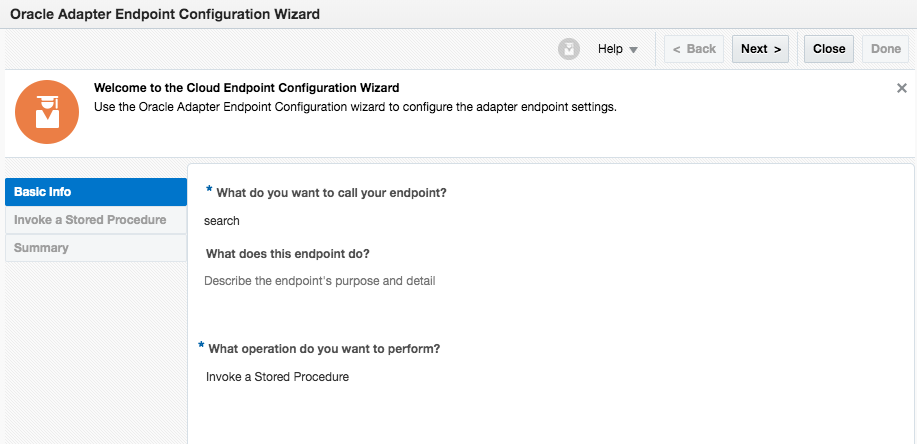 Oracle Adapter Endpoint Configuration Wizard
Help
< Back
Next >
Close
Done
Welcome to the Cloud Endpoint Configuration Wizard
Use the Oracle Adapter Endpoint Configuration wizard to configure the adapter endpoint settings.
Basic Info
Invoke a Stored Procedure
Summary
* What do you want to call your endpoint?
search
What does this endpoint do?
Describe the endpoint's purpose and detail
* What operation do you want to perform?
Invoke a Stored Procedure